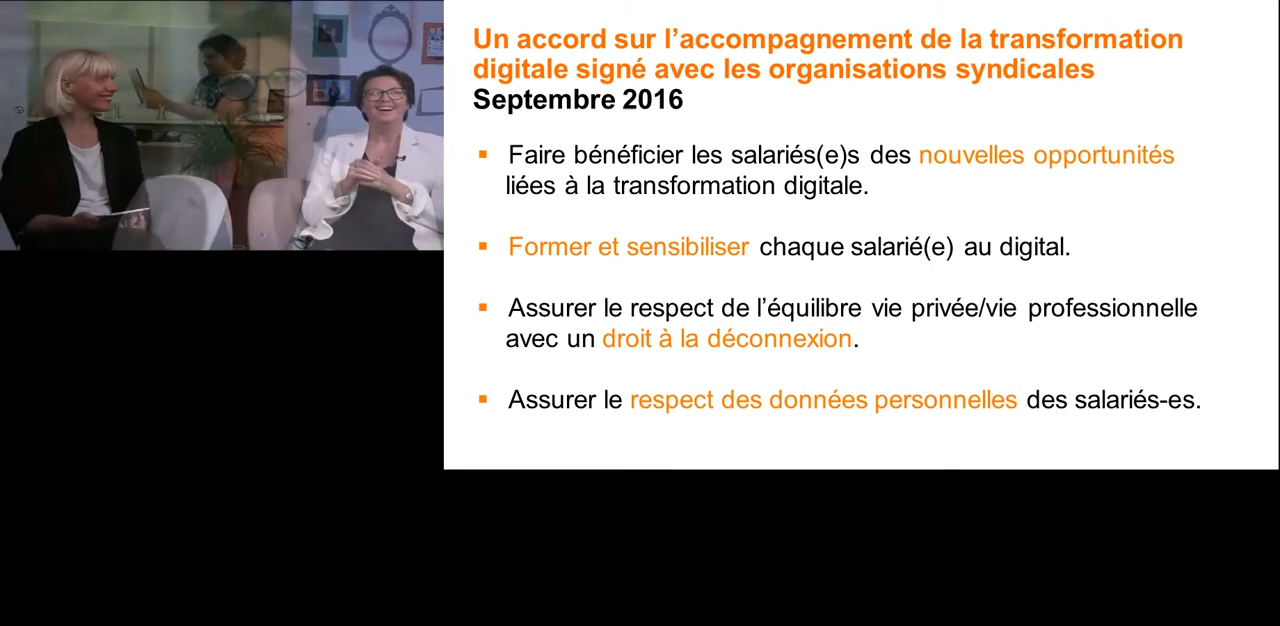 Un accord sur l’accompagnement de la transformation
digitale signé avec les organisations syndicales
Septembre 2016
▪ Faire bénéficier les salariés(e)s des nouvelles opportunités
liées à la transformation digitale.
▪ Former et sensibiliser chaque salarié(e) au digital.
▪ Assurer le respect de l’équilibre vie privée/vie professionnelle
avec un droit à la déconnexion.
▪ Assurer le respect des données personnelles des salariés-es.